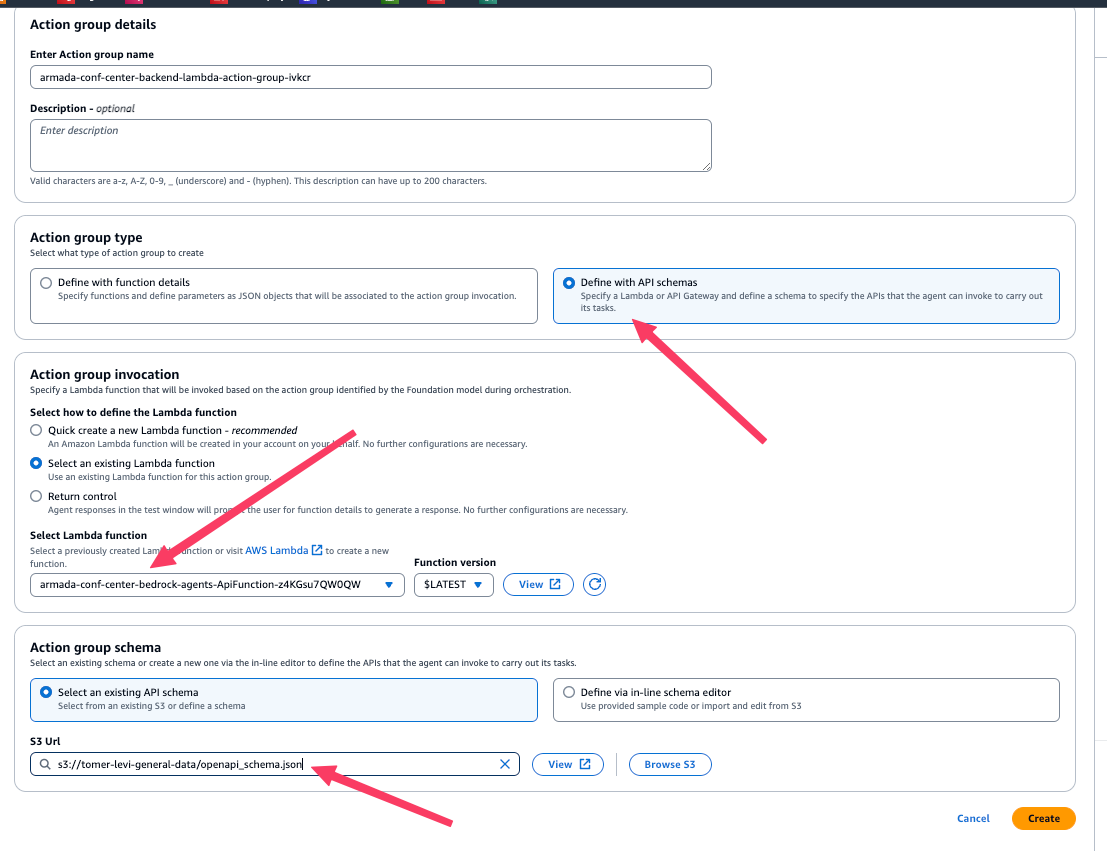 Action group details
Enter Action group name
armada-conf-center-backend-lambda-action-group-ivkcr
Description - optional
Enter description
Valid characters are a-z, A-Z, 0-9, _ (underscore) and - (hyphen). This description can have up to 200 characters.
Action group type
Select what type of action group to create
Define with function details
Specify functions and define parameters as JSON objects that will be associated to the action group invocation.
Define with API schemas
Specify a Lambda or API Gateway and define a schema to specify the APIs that the agent can invoke to carry out
its tasks.
Action group invocation
Specify a Lambda function that will be invoked based on the action group identified by the Foundation model during orchestration.
Select how to define the Lambda function
Quick create a new Lambda function - recommended
An Amazon Lambda function will be created in your account on your behalf. No further configurations are necessary.
Select an existing Lambda function
Use an existing Lambda function for this action group.
Return control
Agent responses in the test window will prompt the user for function details to generate a response. No further configurations are necessary.
Select Lambda function
Select a previously created Lambda function or visit AWS Lambda to create a new
function.
Function version
armada-conf-center-bedrock-agents-ApiFunction-z4KGsu7QW0QW
$LATEST
View
Action group schema
Select an existing schema or create a new one via the in-line editor to define the APIs that the agent can invoke to carry out its tasks.
Select an existing API schema
Select from an existing S3 or define a schema
Define via in-line schema editor
Use provided sample code or import and edit from S3
S3 Url
s3://tomer-levi-general-data/openapi_schema.json
View
Browse S3
Cancel
Create